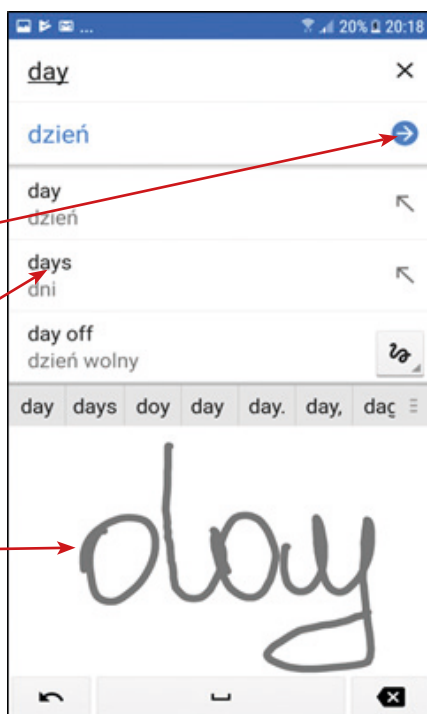 ... 20% 20:18
day
dzień
day
dzień
days
dni
day off
dzień wolny
day days doy day day. day, dag
day